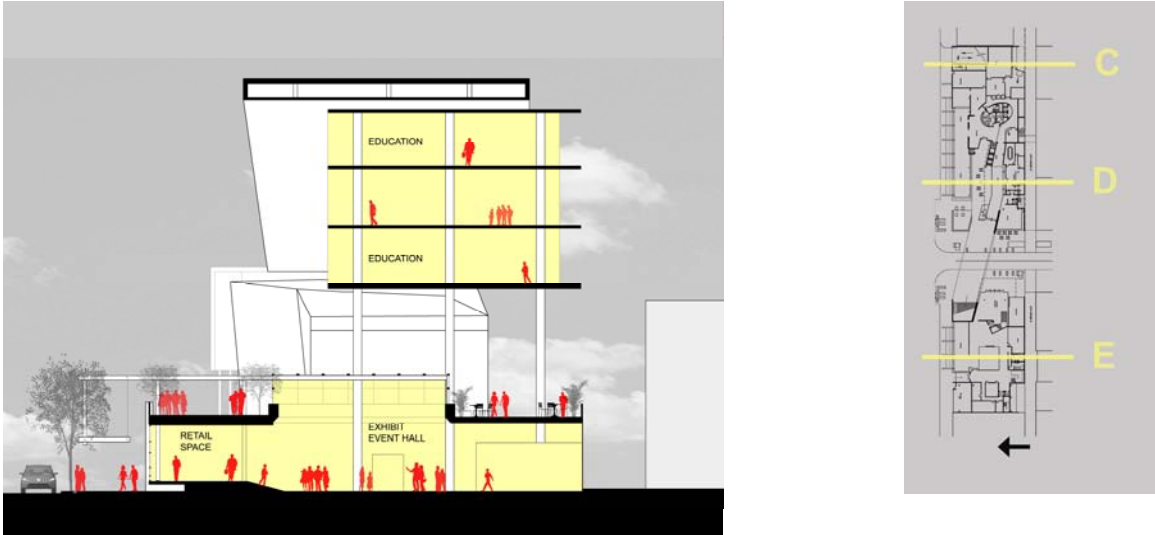 EDUCATION
EDUCATION
RETAIL
SPACE
EXHIBIT
EVENT HALL
C
D
E